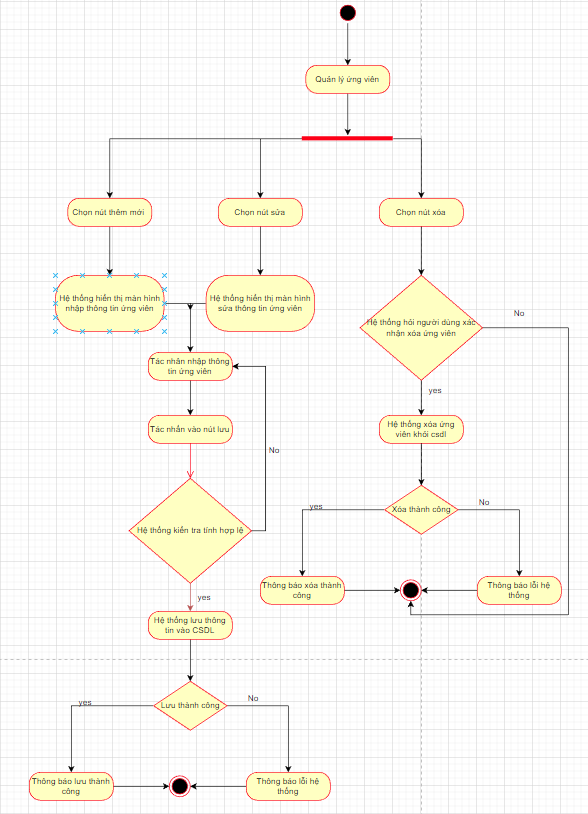 Quản lý ứng viên
Chọn nút thêm mới
Chọn nút sửa
Chọn nút xóa
Hệ thống hiển thị màn hình
nhập thông tin ứng viên
Hệ thống hiển thị màn hình
sửa thông tin ứng viên
Hệ thống hỏi người dùng xác
nhận xóa ứng viên
No
Tác nhân nhập thông
tin ứng viên
yes
Tác nhấn vào nút lưu
Hệ thống xóa ứng
viên khỏi csdl
No
Hệ thống kiển tra tính hợp lệ
yes
Xóa thành công
No
Thông báo xóa thành
công
Thông báo lỗi hệ
thống
yes
Hệ thống lưu thông
tin vào CSDL
yes
Lưu thành công
No
Thông báo lưu thành
công
Thông báo lỗi hệ
thống